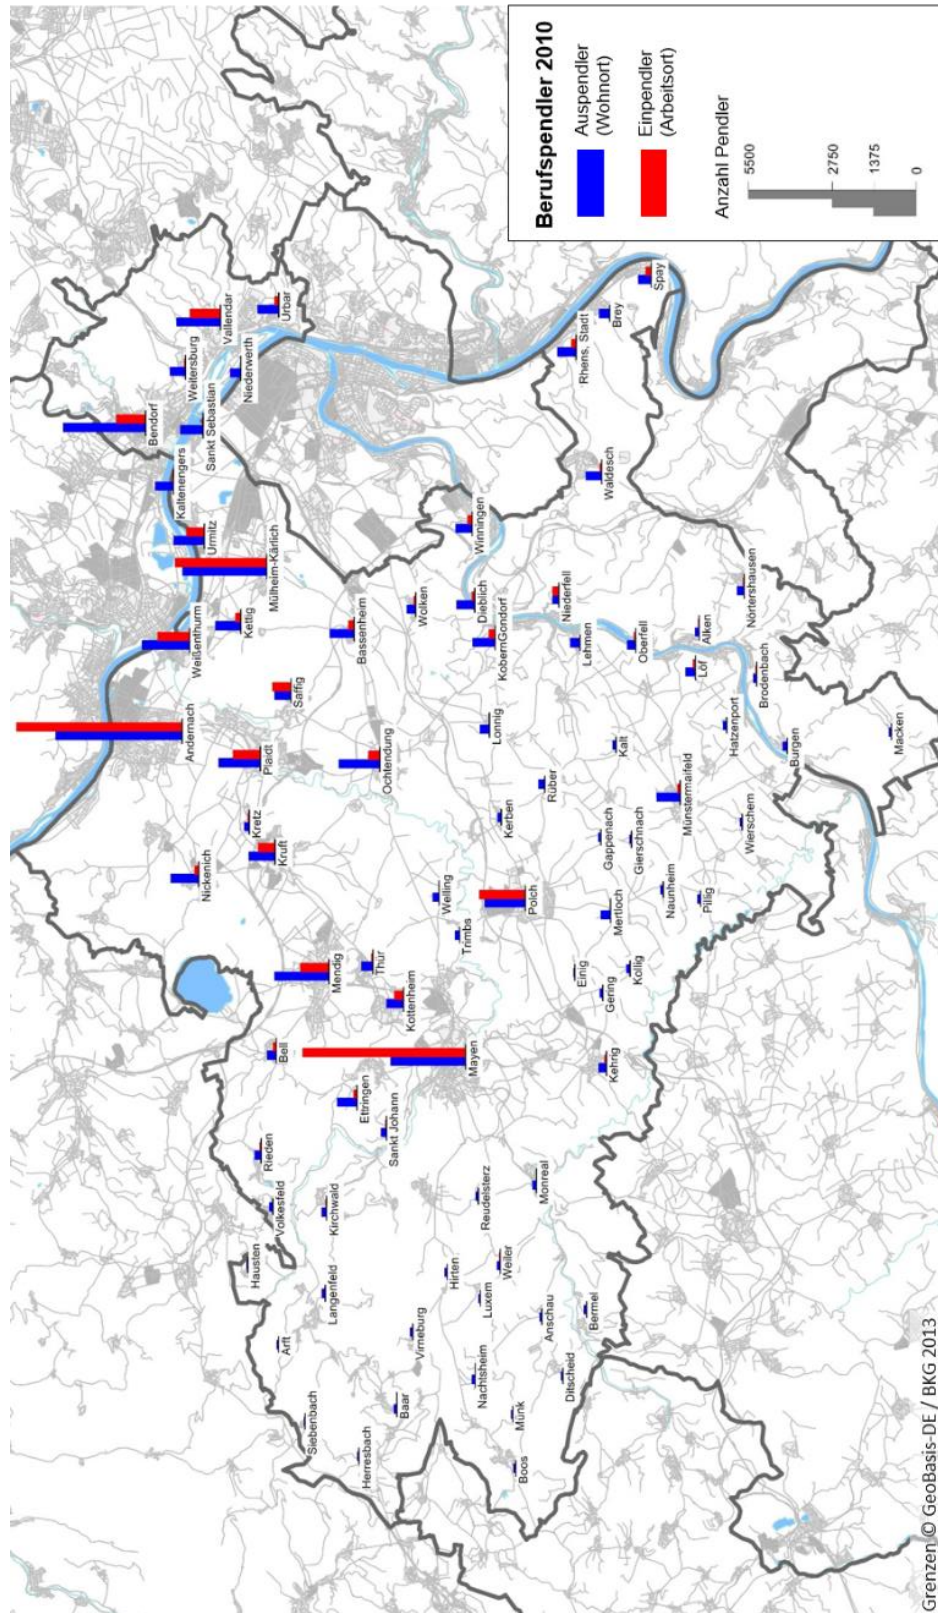 Berufspendler 2010
Auspendler
(Wohnort)
Einpendler
(Arbeitsort)
Anzahl Pendler
5500
2750
1375
0
Siebenbach
Herresbach
Baar
Boos
Münk
Nachtsheim
Ditscheid
Arft
Virneburg
Langenfeld
Hausten
Hirten
Luxem
Weiler
Anschau
Bermel
Volkesfeld
Kirchwald
Reudelsterz
Monreal
Rieden
Sankt Johann
Ettringen
Bell
Mayen
Kehrig
Mendig
Kottenheim
Thür
Gering
Einig
Kollig
Trimbs
Welling
Polch
Mertloch
Naunheim
Pillig
Nickenich
Kruft
Kretz
Kerben
Gappenach
Gierschnach
Wierschem
Münstermaifeld
Rüber
Andernach
Plaidt
Ochtendung
Saffig
Lonnig
Kalt
Hatzenport
Burgen
Macken
Weißenthurm
Kettig
Bassenheim
Wolken
KobernGondorf
Dieblich
Lehmen
Niederfell
Oberfell
Löf
Alken
Brodenbach
Nörtershausen
Mülheim-Kärlich
Urmitz
Kaltenengers
Winningen
Waldesch
Bendorf
Sankt Sebastian
Weitersburg
Niederwerth
Vallendar
Urbar
Rhens, Stadt
Brey
Spay
Grenzen © GeoBasis-DE / BKG 2013